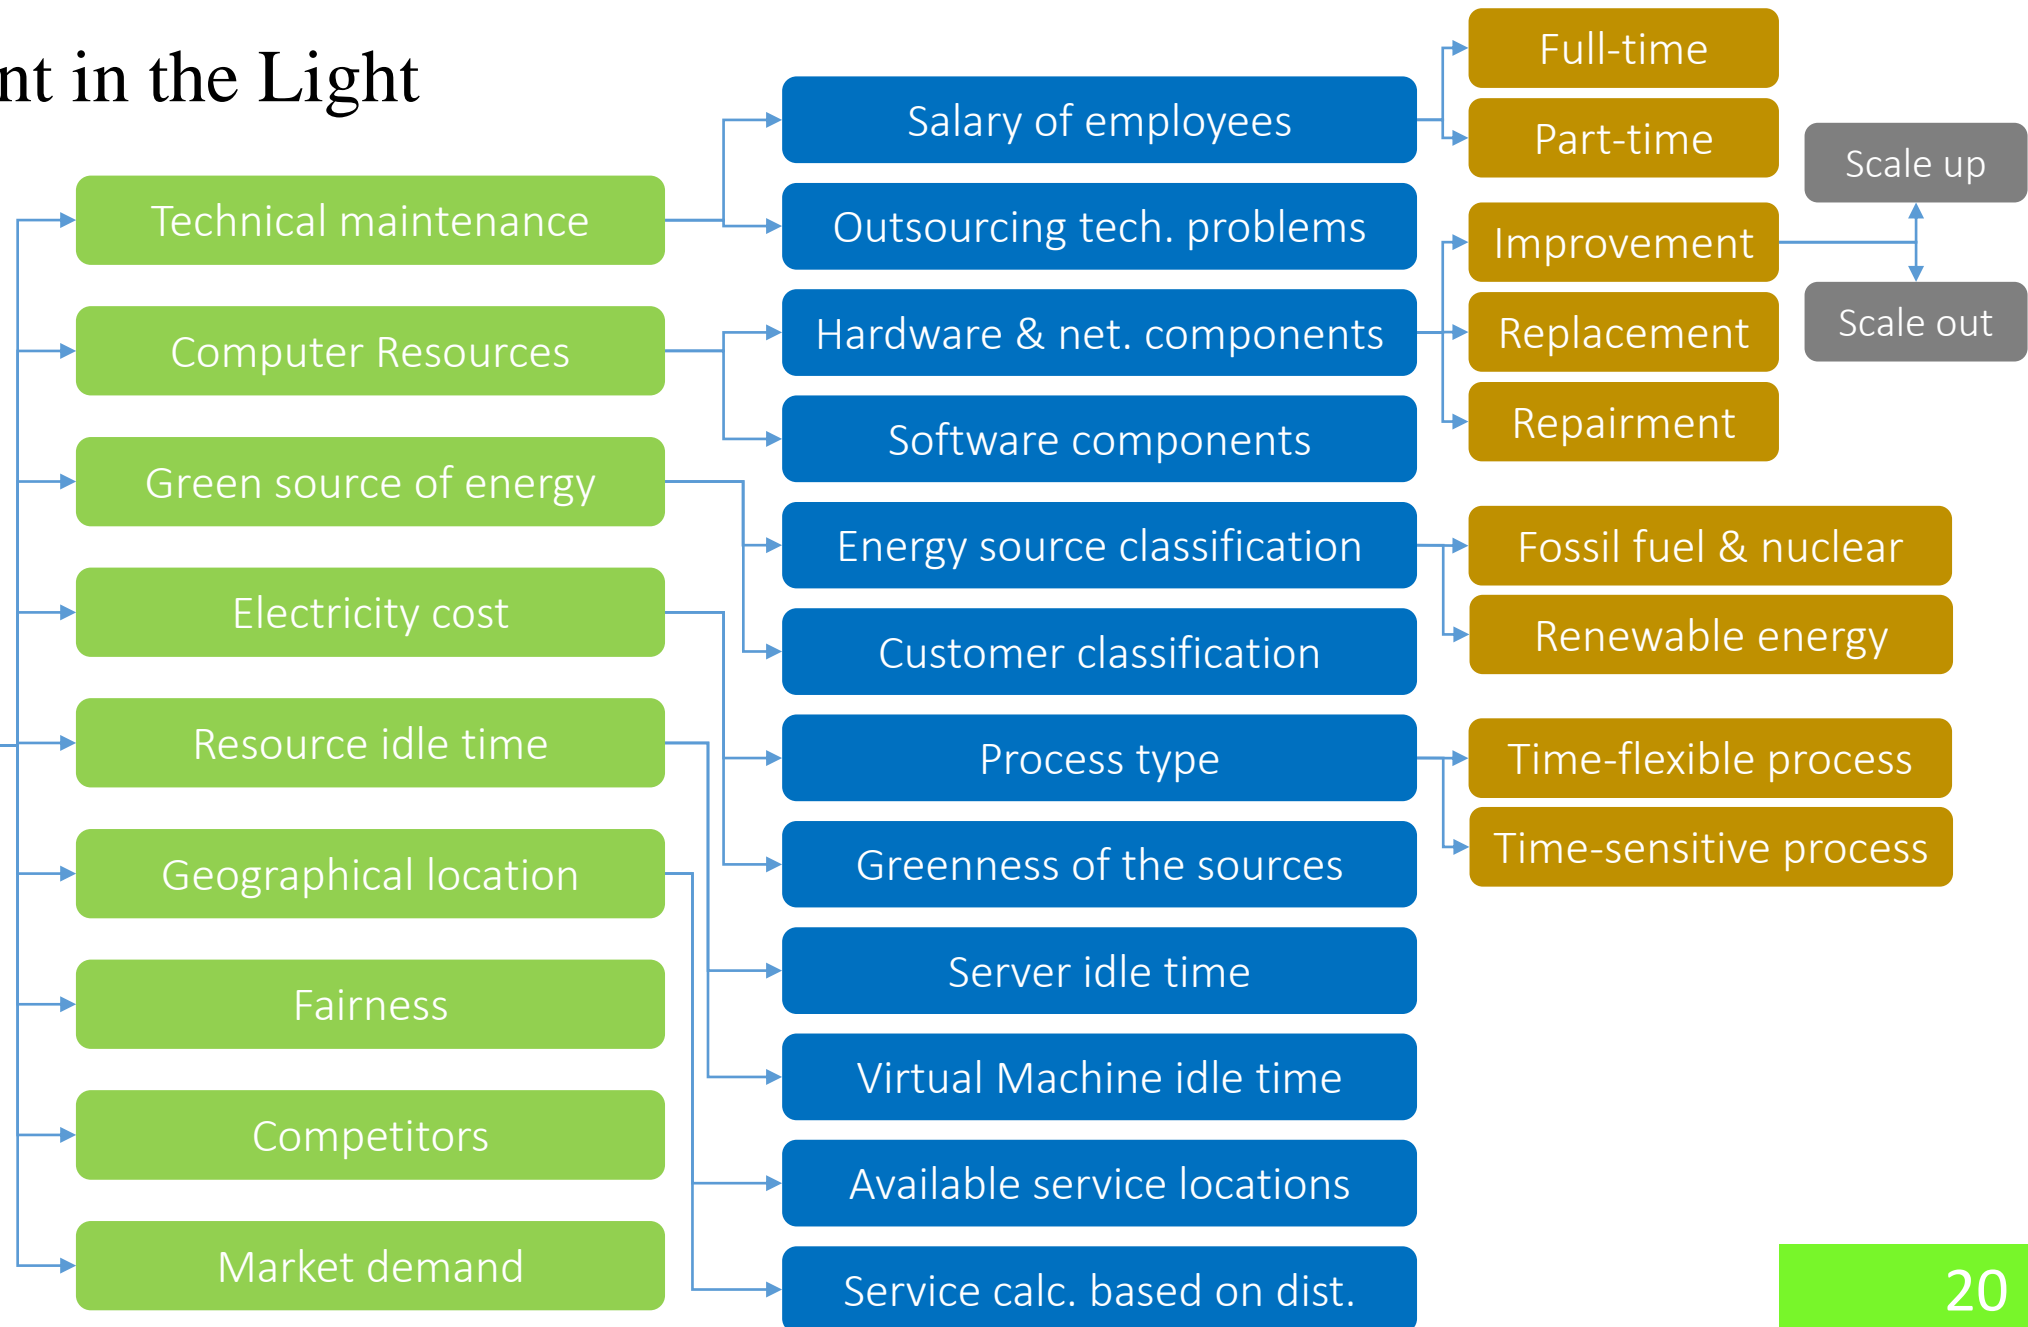 nt in the Light
Technical maintenance
Computer Resources
Green source of energy
Electricity cost
Resource idle time
Geographical location
Fairness
Competitors
Market demand
Salary of employees
Outsourcing tech. problems
Hardware & net. components
Software components
Energy source classification
Customer classification
Process type
Greenness of the sources
Server idle time
Virtual Machine idle time
Available service locations
Service calc. based on dist.
Full-time
Part-time
Improvement
Replacement
Repairment
Fossil fuel & nuclear
Renewable energy
Time-flexible process
Time-sensitive process
Scale up
Scale out
20